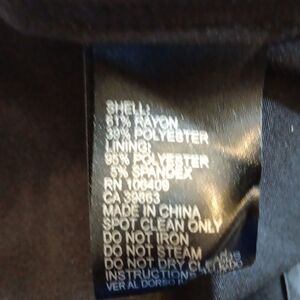 SHELL:
61% RAYON
39% POLYESTER
LINING:
95% POLYESTER
5% SPANDEX
RN 106409
CA 39863
MADE IN CHINA
SPOT CLEAN ONLY
DO NOT IRON
DO NOT STEAM
DO NOT DRY CLEAN
INSTRUCTIONS
VER AL DORSO